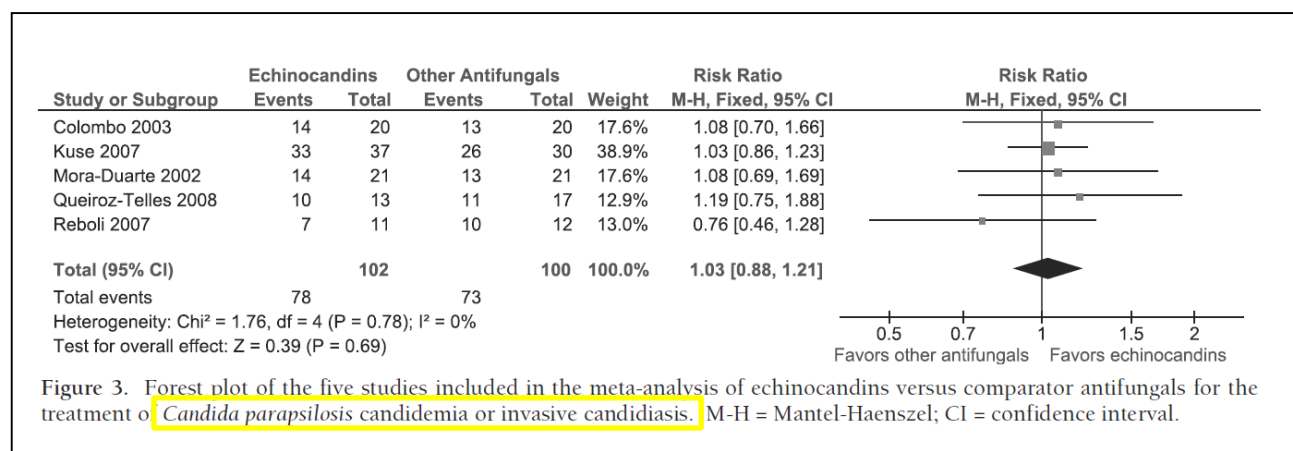 Echinocandins Other Antifungals Risk Ratio Risk Ratio
Study or Subgroup Events Total Events Total Weight M-H, Fixed, 95% CI M-H, Fixed, 95% CI
Colombo 2003 14 20 13 20 17.6% 1.08 [0.70, 1.66]
Kuse 2007 33 37 26 30 38.9% 1.03 [0.86, 1.23]
Mora-Duarte 2002 14 21 13 21 17.6% 1.08 [0.69, 1.69]
Queiroz-Telles 2008 10 13 11 17 12.9% 1.19 [0.75, 1.88]
Reboli 2007 7 11 10 12 13.0% 0.76 [0.46, 1.28]
Total (95% CI) 102 100 100.0% 1.03 [0.88, 1.21]
Total events 78 73
Heterogeneity: Chi² = 1.76, df = 4 (P = 0.78); I² = 0%
Test for overall effect: Z = 0.39 (P = 0.69)
0.5 0.7 1 1.5 2
Favors other antifungals Favors echinocandins
Figure 3. Forest plot of the five studies included in the meta-analysis of echinocandins versus comparator antifungals for the
treatment o Candida parapsilosis candidemia or invasive candidiasis. M-H = Mantel-Haenszel; CI = confidence interval.